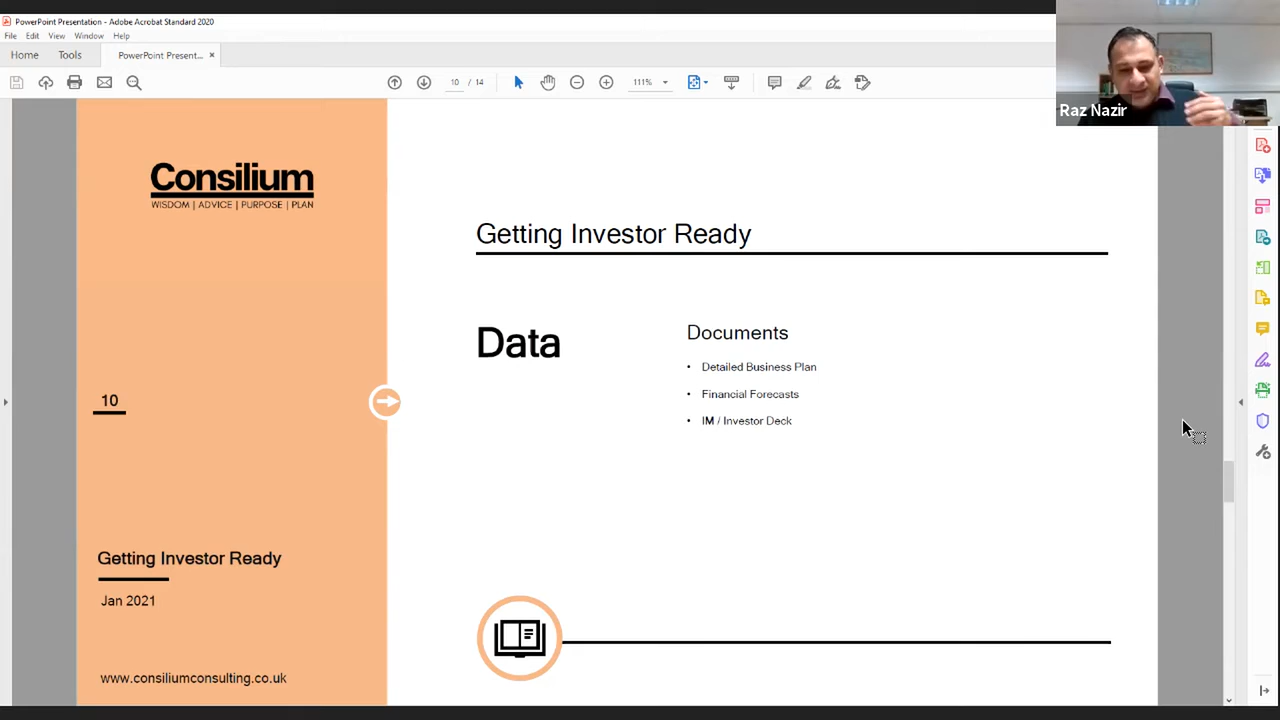 PowerPoint Presentation - Adobe Acrobat Standard 2020
File Edit View Window Help
Home Tools PowerPoint Present... ×
10 / 14 111%
Raz Nazir
Consilium
WISDOM | ADVICE | PURPOSE | PLAN
10
Getting Investor Ready
Jan 2021
www.consiliumconsulting.co.uk
Getting Investor Ready
Data
Documents
• Detailed Business Plan
• Financial Forecasts
• IM / Investor Deck